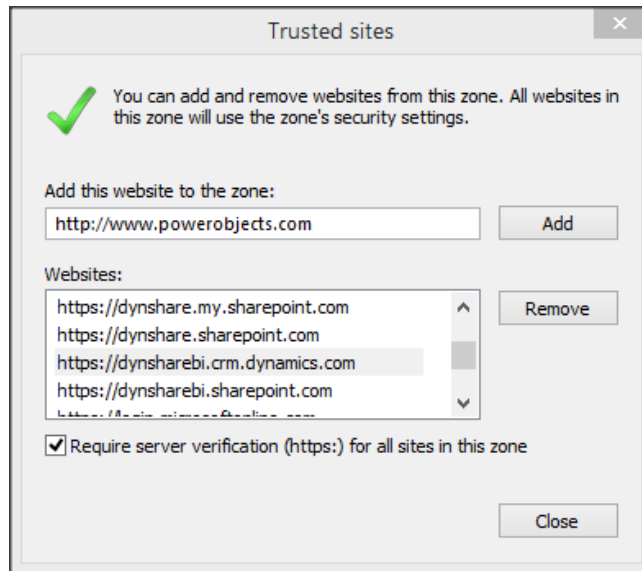 Trusted sites
You can add and remove websites from this zone. All websites in
this zone will use the zone's security settings.
Add this website to the zone:
http://www.powerobjects.com
Add
Websites:
https://dynshare.my.sharepoint.com
Remove
https://dynshare.sharepoint.com
https://dynsharebi.crm.dynamics.com
https://dynsharebi.sharepoint.com
Require server verification (https:) for all sites in this zone
Close